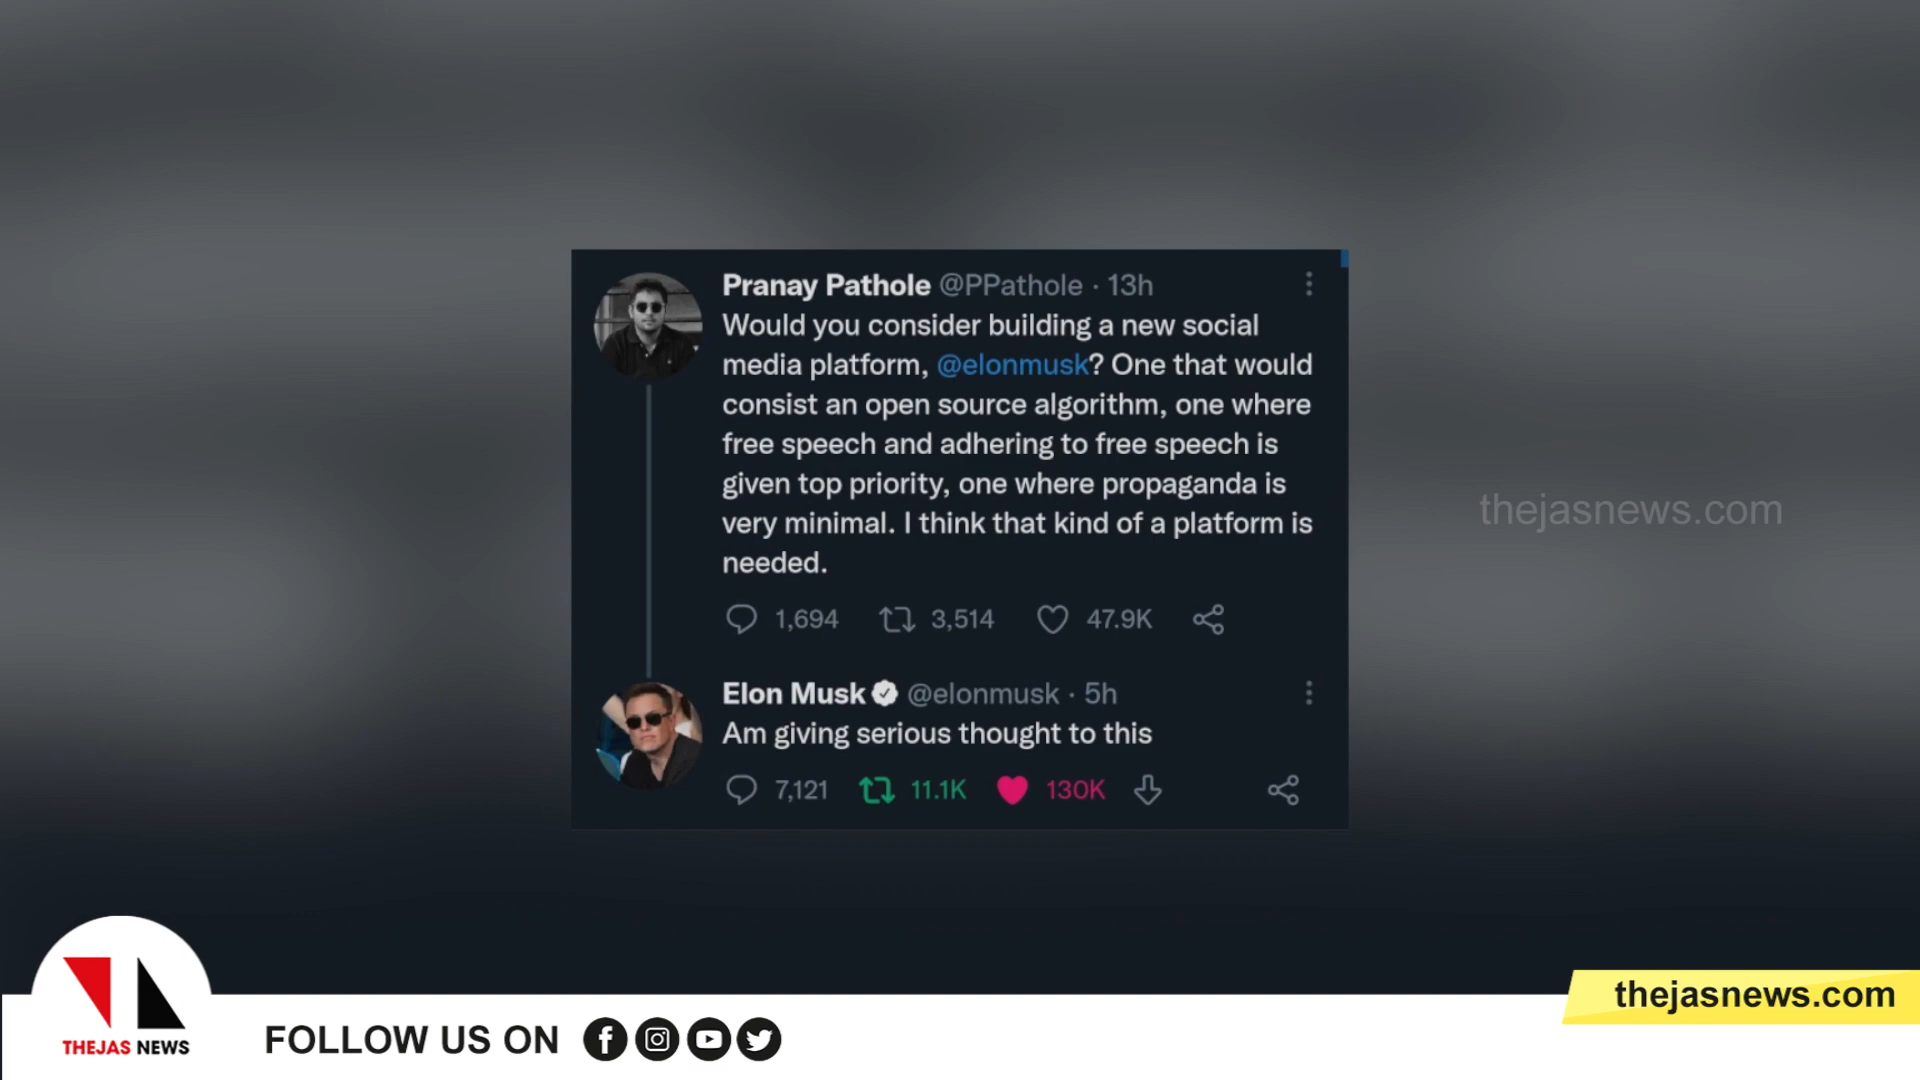 Pranay Pathole @PPathole · 13h
Would you consider building a new social
media platform, @elonmusk? One that would
consist an open source algorithm, one where
free speech and adhering to free speech is
given top priority, one where propaganda is
very minimal. I think that kind of a platform is
needed.
1,694 3,514 47.9K
Elon Musk @elonmusk · 5h
Am giving serious thought to this
7,121 11.1K 130K
thejasnews.com
THEJAS NEWS
FOLLOW US ON
thejasnews.com